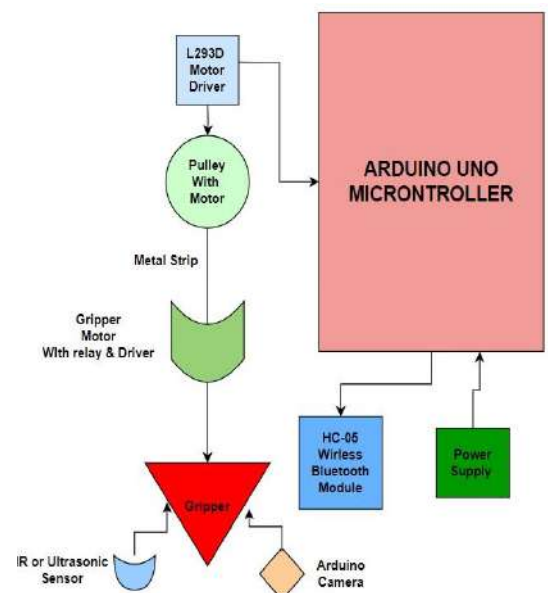 L293D
Motor
Driver
ARDUINO UNO
MICRONTROLLER
Pulley
With
Motor
Metal Strip
Gripper
Motor
WIth relay & Driver
HC-05
Wirless
Bluetooth
Module
Power
Supply
Gripper
IR or Ultrasonic
Sensor
Arduino
Camera